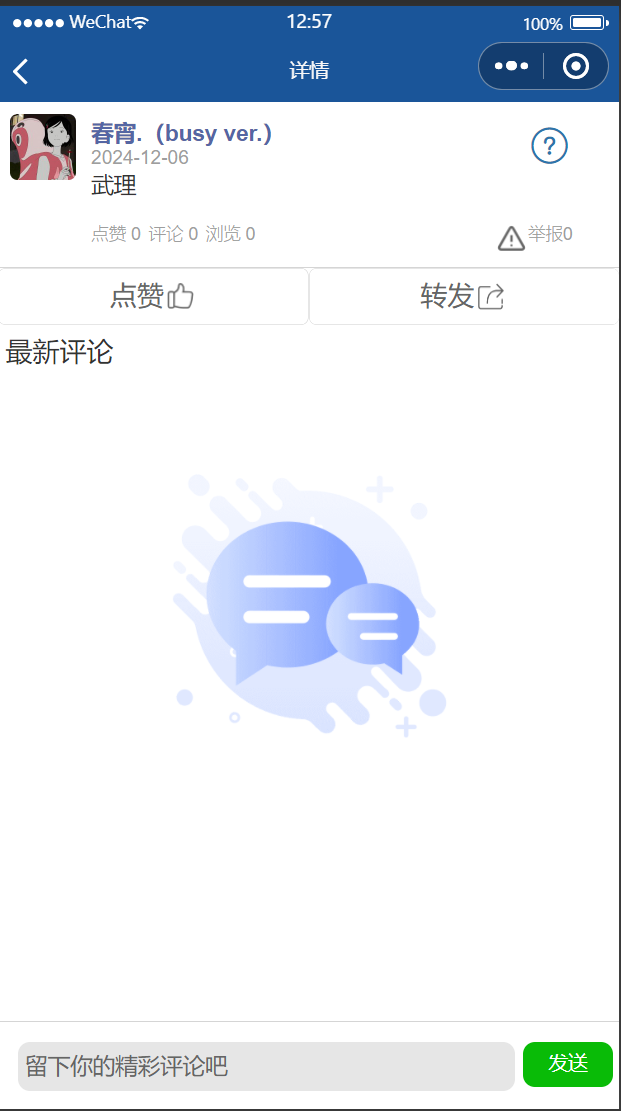 ●●●●● WeChat 12:57 100%
详情
春宵.（busy ver.）
2024-12-06
武理
点赞 0 评论 0 浏览 0 举报0
点赞 转发
最新评论
留下你的精彩评论吧 发送